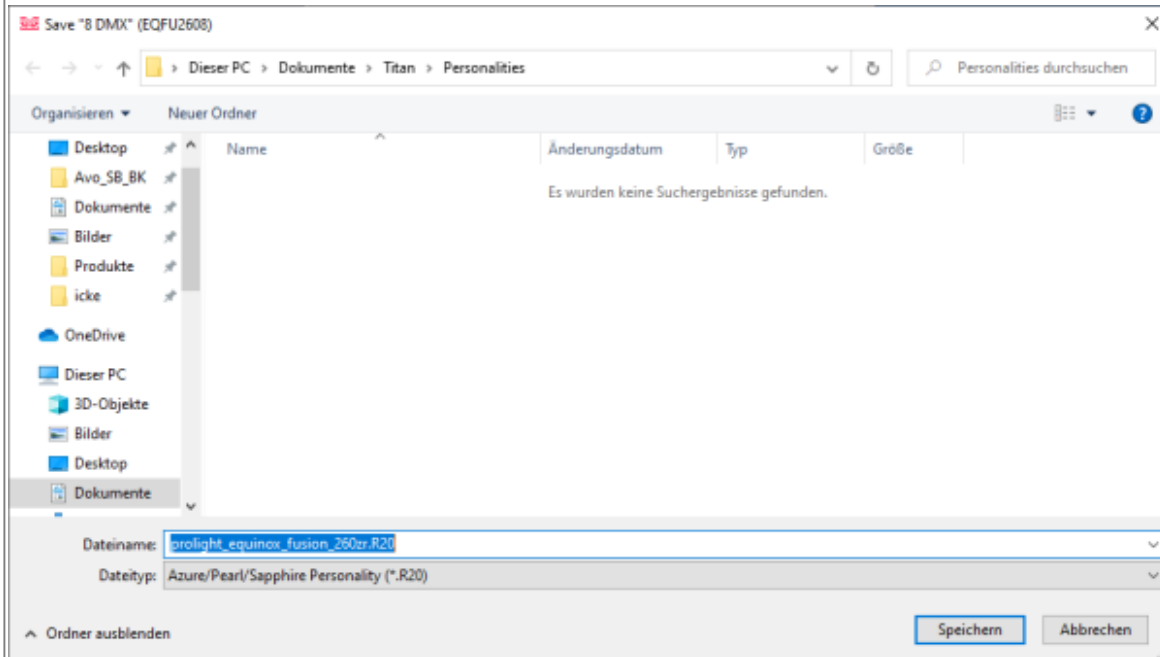 Save "8 DMX" (EQFU2608)
Dieser PC > Dokumente > Titan > Personalities
Personalities durchsuchen
Organisieren
Neuer Ordner
Name
Änderungsdatum
Typ
Größe
Es wurden keine Suchergebnisse gefunden.
Desktop
Avo_SB_BK
Dokumente
Bilder
Produkte
icke
OneDrive
Dieser PC
3D-Objekte
Bilder
Desktop
Dokumente
Dateiname: prolight_equinox_fusion_260zr.R20
Dateityp: Azure/Pearl/Sapphire Personality (*.R20)
Ordner ausblenden
Speichern
Abbrechen